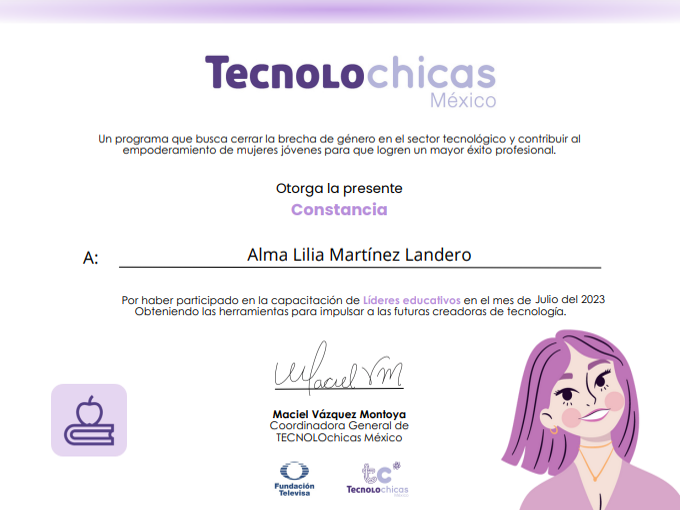 Tecnolochicas
México
Un programa que busca cerrar la brecha de género en el sector tecnológico y contribuir al
empoderamiento de mujeres jóvenes para que logren un mayor éxito profesional.
Otorga la presente
Constancia
A: Alma Lilia Martínez Landero
Por haber participado en la capacitación de Líderes educativos en el mes de Julio del 2023
Obteniendo las herramientas para impulsar a las futuras creadoras de tecnología.
Maciel V M
Maciel Vázquez Montoya
Coordinadora General de
TECNOLOchicas México
Fundación
Televisa
tc
Tecnolochicas
México